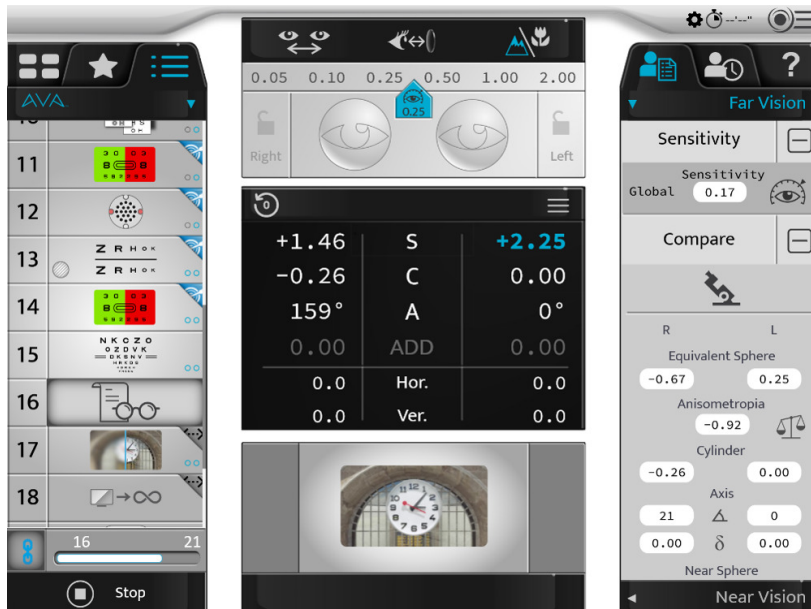 --'--"
AVA
11
12
13
Z R H O K
Z R H O K
14
15
N K C Z O
O Z D V K
D K S N V
16
17
18
16 21
Stop
0.05 0.10 0.25 0.50 1.00 2.00
0.25
Right Left
0
+1.46 S +2.25
-0.26 C 0.00
159° A 0°
0.00 ADD 0.00
0.0 Hor. 0.0
0.0 Ver. 0.0
?
Far Vision
Sensitivity
Sensitivity
Global 0.17
Compare
R L
Equivalent Sphere
-0.67 0.25
Anisometropia
-0.92
Cylinder
-0.26 0.00
Axis
21 0
0.00 δ 0.00
Near Sphere
Near Vision